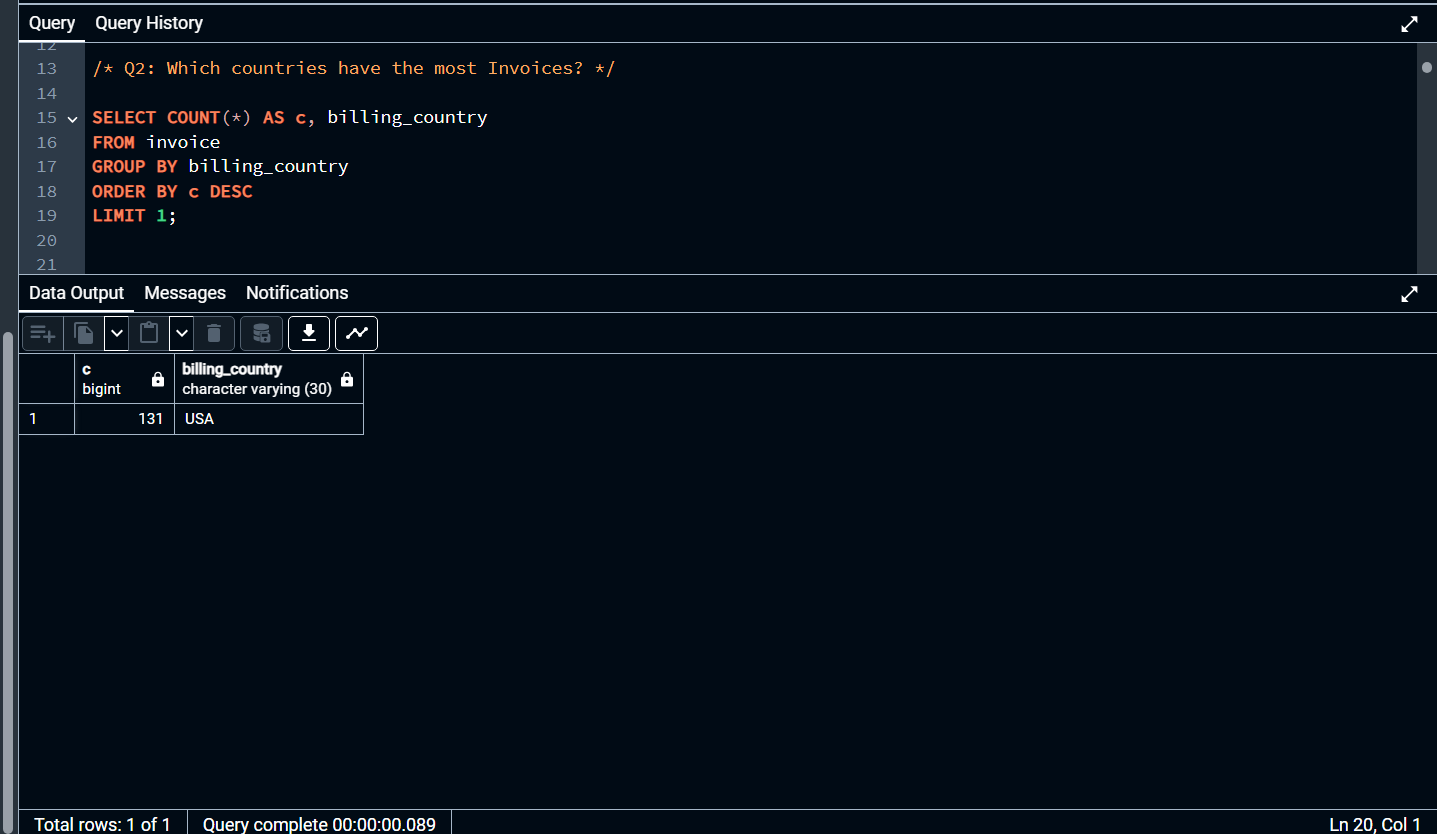 Query Query History
12
13 /* Q2: Which countries have the most Invoices? */
14
15 SELECT COUNT(*) AS c, billing_country
16 FROM invoice
17 GROUP BY billing_country
18 ORDER BY c DESC
19 LIMIT 1;
20
21
Data Output Messages Notifications
c billing_country
bigint character varying (30)
1 131 USA
Total rows: 1 of 1 Query complete 00:00:00.089 Ln 20, Col 1